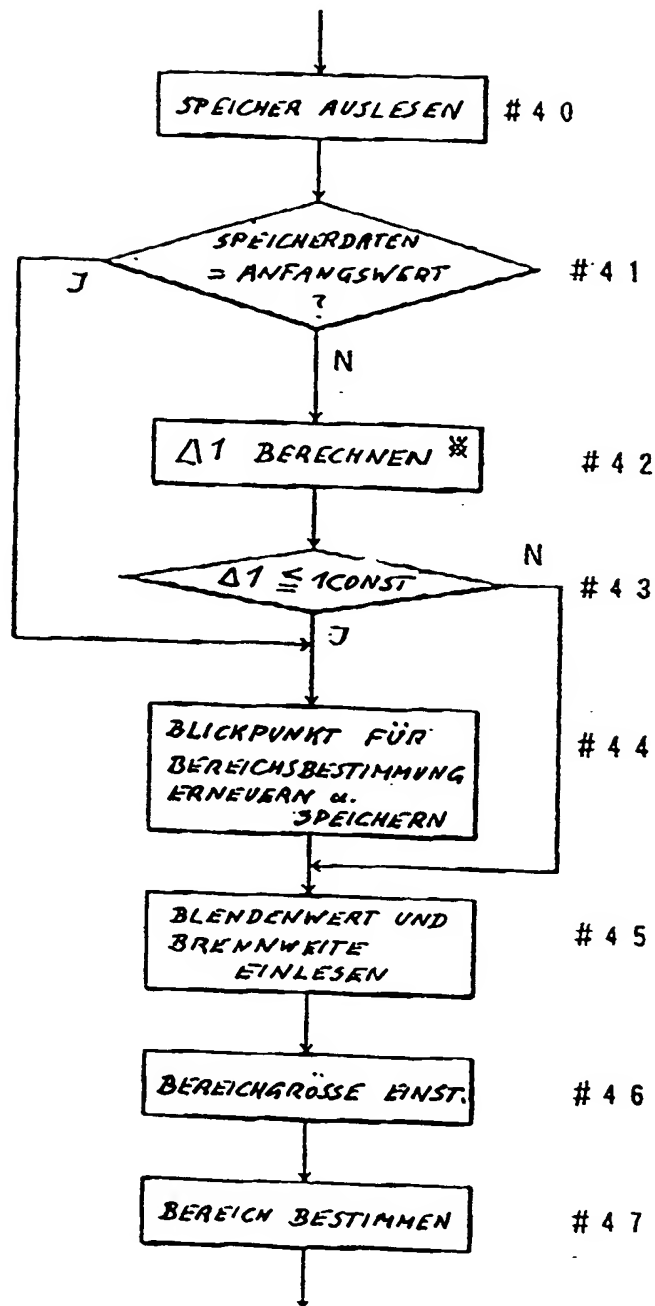 SPEICHER AUSLESEN #40
SPEICHERDATEN
= ANFANGSWERT
?
#41
J
N
Δ1 BERECHNEN ※
#42
Δ1 ≦ 1CONST
N
#43
J
BLICKPUNKT FÜR
BEREICHSBESTIMMUNG
ERNEUERN u.
SPEICHERN
#44
BLENDENWERT UND
BRENNWEITE
EINLESEN
#45
BEREICHGRÖSSE EINST.
#46
BEREICH BESTIMMEN
#47